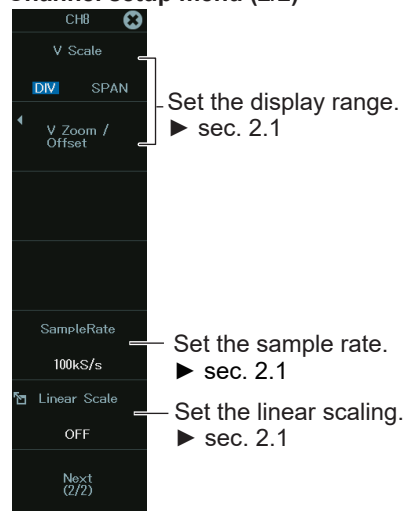 Channel setup menu (2/2)
CH8
V Scale
DIV SPAN
V Zoom /
Offset
Set the display range.
► sec. 2.1
SampleRate
100kS/s
Set the sample rate.
► sec. 2.1
Linear Scale
OFF
Set the linear scaling.
► sec. 2.1
Next
(2/2)